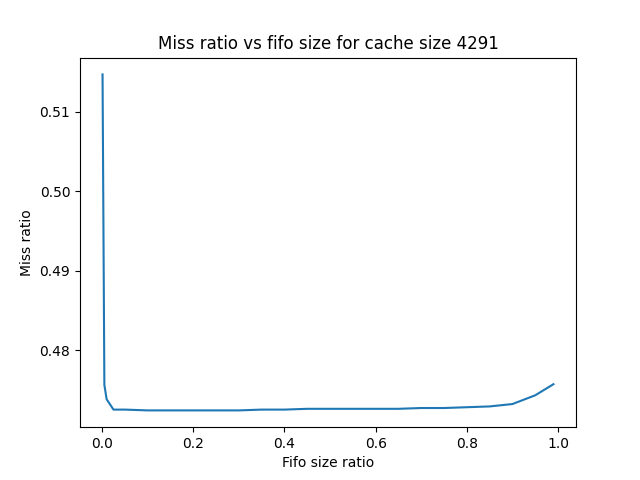 Miss ratio vs fifo size for cache size 4291
0.51
0.50
0.49
0.48
Miss ratio
0.0 0.2 0.4 0.6 0.8 1.0
Fifo size ratio